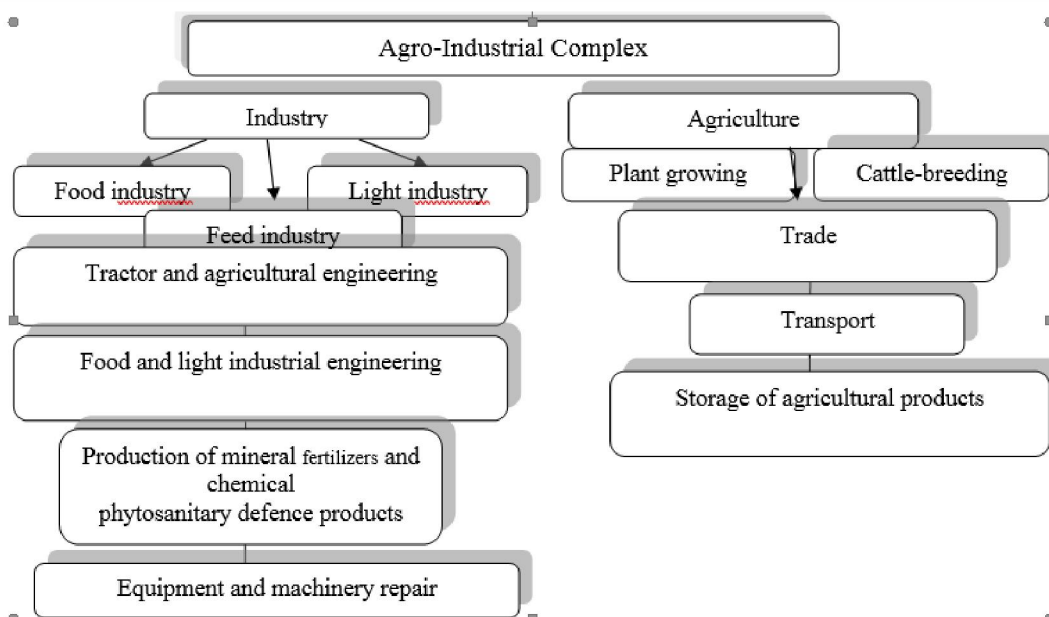 Agro-Industrial Complex
Industry
Agriculture
Food industry
Light industry
Plant growing
Cattle-breeding
Feed industry
Trade
Tractor and agricultural engineering
Transport
Food and light industrial engineering
Storage of agricultural products
Production of mineral fertilizers and
chemical
phytosanitary defence products
Equipment and machinery repair